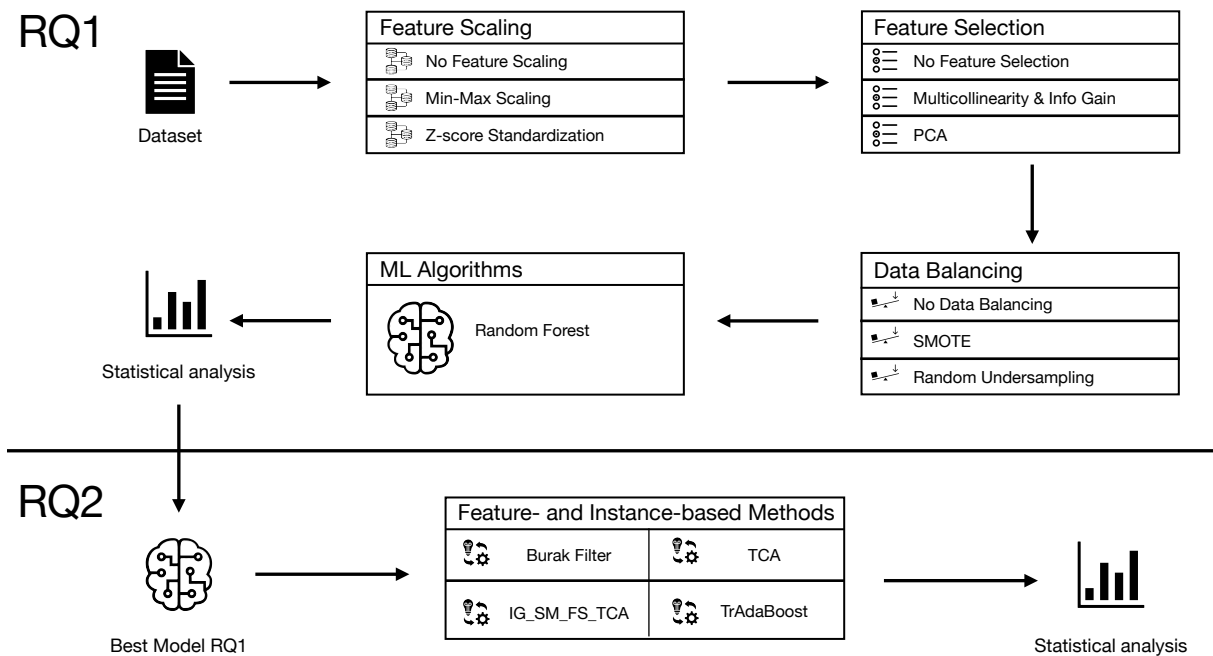 RQ1
Dataset
Feature Scaling
No Feature Scaling
Min-Max Scaling
Z-score Standardization
Feature Selection
No Feature Selection
Multicollinearity & Info Gain
PCA
Data Balancing
No Data Balancing
SMOTE
Random Undersampling
ML Algorithms
Random Forest
Statistical analysis
RQ2
Best Model RQ1
Feature- and Instance-based Methods
Burak Filter
TCA
IG_SM_FS_TCA
TrAdaBoost
Statistical analysis